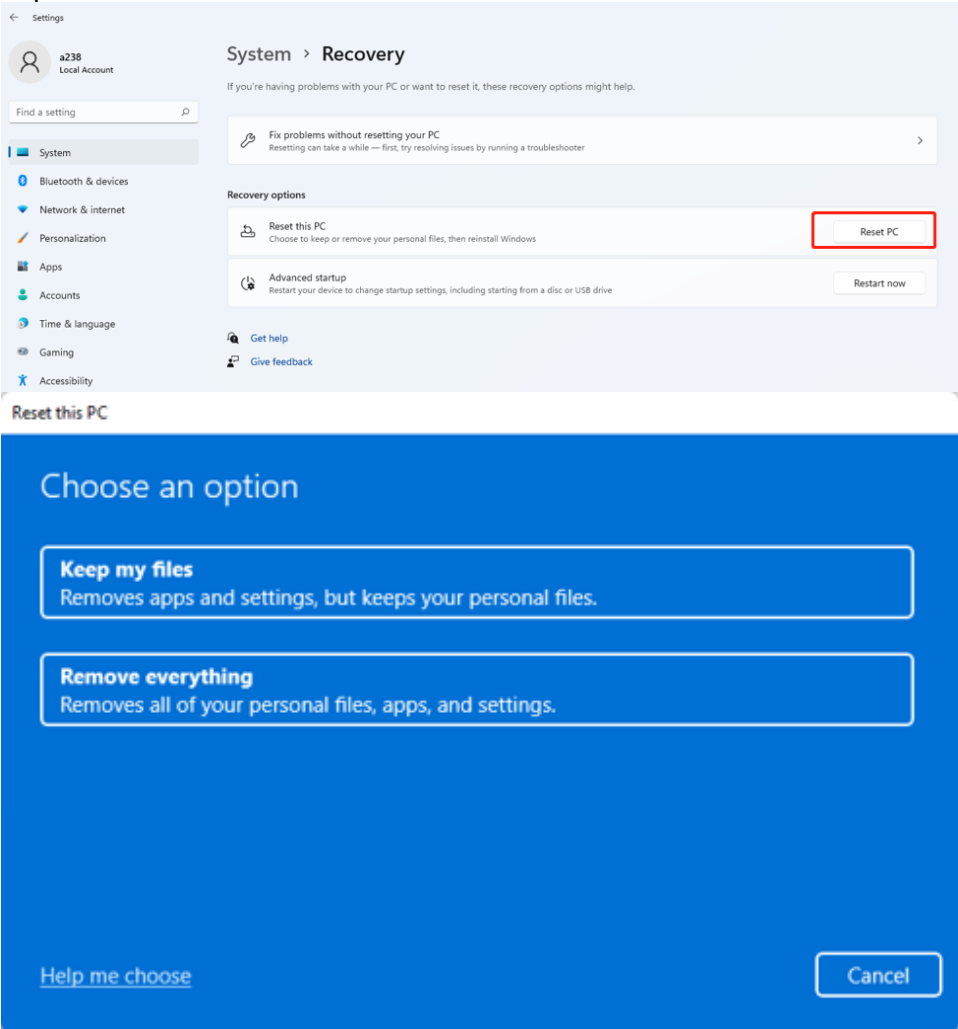 Settings
a238
Local Account
Find a setting
System
Bluetooth & devices
Network & internet
Personalization
Apps
Accounts
Time & language
Gaming
Accessibility
System > Recovery
If you're having problems with your PC or want to reset it, these recovery options might help.
Fix problems without resetting your PC
Resetting can take a while — first, try resolving issues by running a troubleshooter
Recovery options
Reset this PC
Choose to keep or remove your personal files, then reinstall Windows
Reset PC
Advanced startup
Restart your device to change startup settings, including starting from a disc or USB drive
Restart now
Get help
Give feedback
Reset this PC
Choose an option
Keep my files
Removes apps and settings, but keeps your personal files.
Remove everything
Removes all of your personal files, apps, and settings.
Help me choose
Cancel